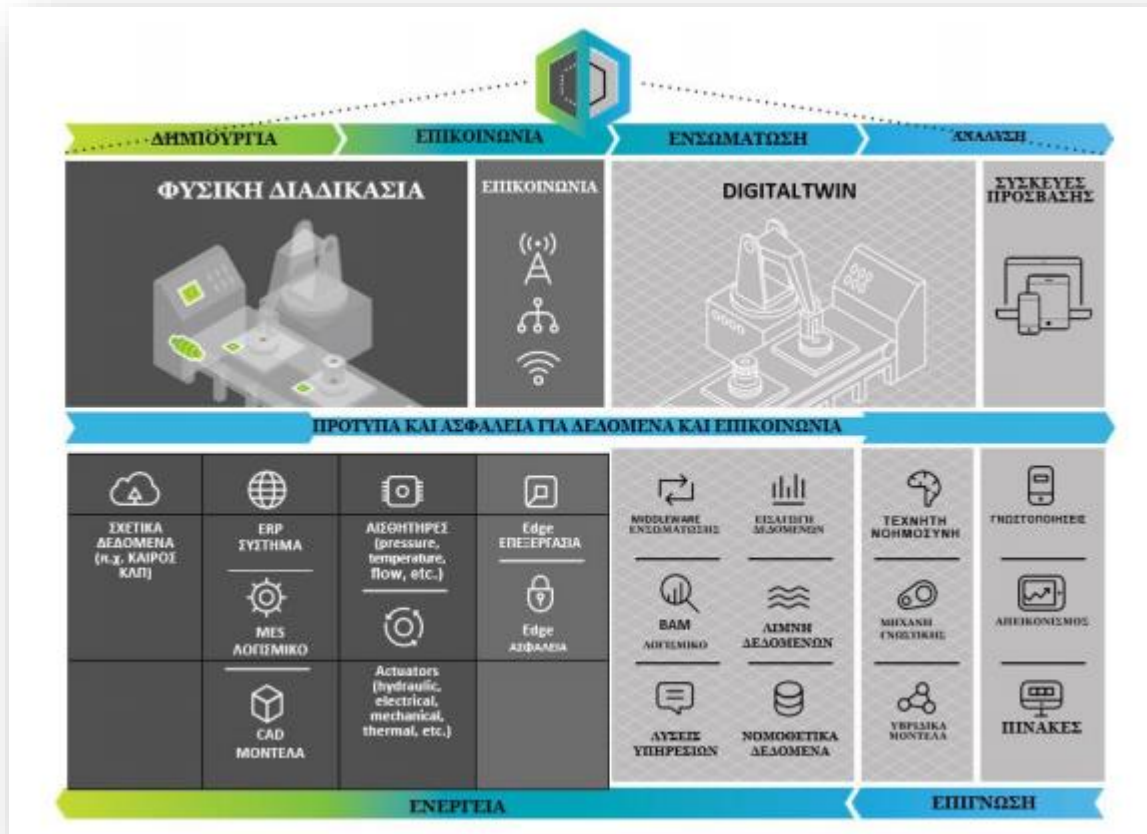 ΔΗΜΙΟΥΡΓΙΑ
ΕΠΙΚΟΙΝΩΝΙΑ
ΕΝΣΩΜΑΤΩΣΗ
ΑΝΑΛΥΣΗ
ΦΥΣΙΚΗ ΔΙΑΔΙΚΑΣΙΑ
ΕΠΙΚΟΙΝΩΝΙΑ
DIGITALTWIN
ΣΥΣΚΕΥΕΣ
ΠΡΟΣΒΑΣΗΣ
ΠΡΟΤΥΠΑ ΚΑΙ ΑΣΦΑΛΕΙΑ ΓΙΑ ΔΕΔΟΜΕΝΑ ΚΑΙ ΕΠΙΚΟΙΝΩΝΙΑ
ΣΧΕΤΙΚΑ
ΔΕΔΟΜΕΝΑ
(π.χ. ΚΑΙΡΟΣ
ΚΛΠ)
ERP
ΣΥΣΤΗΜΑ
MES
ΛΟΓΙΣΜΙΚΟ
CAD
ΜΟΝΤΕΛΑ
ΑΙΣΘΗΤΗΡΕΣ
(pressure,
temperature,
flow, etc.)
Actuators
(hydraulic,
electrical,
mechanical,
thermal, etc.)
Edge
ΕΠΕΞΕΡΓΑΣΙΑ
Edge
ΑΣΦΑΛΕΙΑ
MIDDLEWARE
ΕΝΣΩΜΑΤΩΣΗΣ
ΕΙΣΑΓΩΓΗ
ΔΕΔΟΜΕΝΩΝ
BAM
ΛΟΓΙΣΜΙΚΟ
ΛΙΜΝΗ
ΔΕΔΟΜΕΝΩΝ
ΛΥΣΕΙΣ
ΥΠΗΡΕΣΙΩΝ
ΝΟΜΟΘΕΤΙΚΑ
ΔΕΔΟΜΕΝΑ
ΤΕΧΝΗΤΗ
ΝΟΗΜΟΣΥΝΗ
ΜΗΧΑΝΗ
ΓΝΩΣΤΙΚΗΣ
ΥΒΡΙΔΙΚΑ
ΜΟΝΤΕΛΑ
ΓΝΩΣΤΟΠΟΙΗΣΕΙΣ
ΑΠΕΙΚΟΝΙΣΜΟΣ
ΠΙΝΑΚΕΣ
ΕΝΕΡΓΕΙΑ
ΕΠΙΓΝΩΣΗ